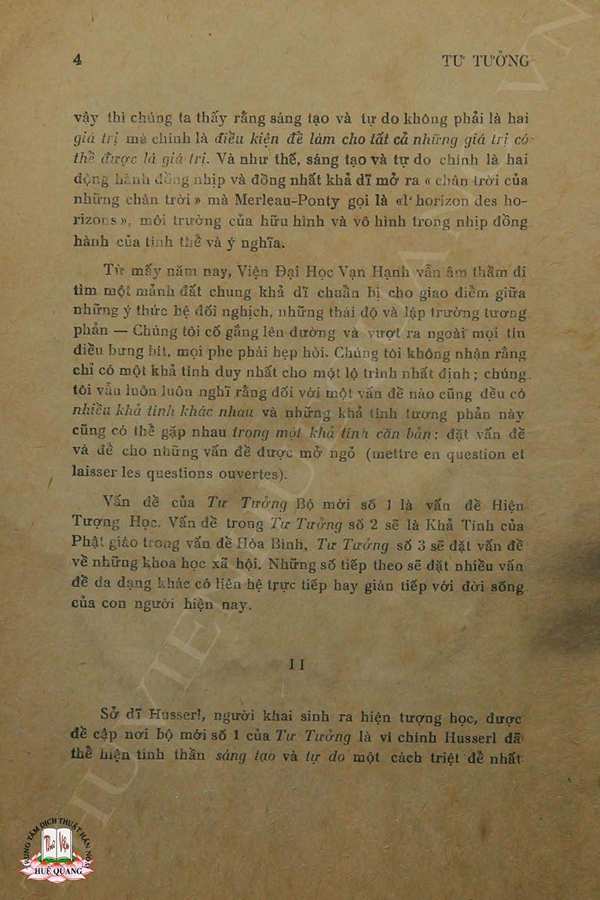 4
TƯ TƯỞNG
vậy thì chúng ta thấy rằng sáng tạo và tự do không phải là hai
giá trị mà chính là điều kiện để làm cho tất cả những giá trị có
thể được là giá trị. Và như thế, sáng tạo và tự do chính là hai
động hành đồng nhịp và đồng nhất khả dĩ mở ra « chân trời của
những chân trời » mà Merleau-Ponty gọi là «l' horizon des ho-
rizons », môi trường của hữu hình và vô hình trong nhịp đồng
hành của tính thể và ý nghĩa.
Từ mấy năm nay, Viện Đại Học Vạn Hạnh vẫn âm thầm đi
tìm một mảnh đất chung khả dĩ chuẩn bị cho giao điểm giữa
những ý thức hệ đối nghịch, những thái độ và lập trường tương
phản — Chúng tôi cố gắng lên đường và vượt ra ngoài mọi tín
điều bưng bít, mọi phe phái hẹp hòi. Chúng tôi không nhận rằng
chỉ có một khả tính duy nhất cho một lộ trình nhất định ; chúng
tôi vẫn luôn luôn nghĩ rằng đối với một vấn đề nào cũng đều có
nhiều khả tính khác nhau và những khả tính tương phản này
cũng có thể gặp nhau trong một khả tính căn bản : đặt vấn đề
và để cho những vấn đề được mở ngỏ (mettre en question et
laisser les questions ouvertes).
Vấn đề của Tư Tưởng Bộ mới số 1 là vấn đề Hiện
Tượng Học. Vấn đề trong Tư Tưởng số 2 sẽ là Khả Tính của
Phật giáo trong vấn đề Hòa Bình, Tư Tưởng số 3 sẽ đặt vấn đề
về những khoa học xã hội. Những số tiếp theo sẽ đặt nhiều vấn
đề đa dạng khác có liên hệ trực tiếp hay gián tiếp với đời sống
của con người hiện nay.
II
Sở dĩ Husserl, người khai sinh ra hiện tượng học, được
đề cập nơi bộ mới số 1 của Tư Tưởng là vì chính Husserl đã
thể hiện tinh thần sáng tạo và tự do một cách triệt để nhất
TRUNG TÂM DỊCH THUẬT HÁN NÔM
Thư Viện
HUỆ QUANG